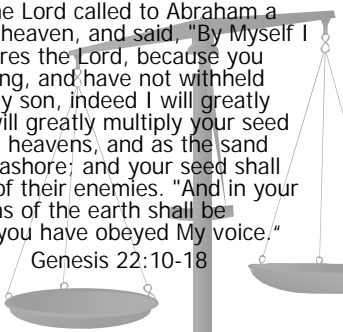 ne Lord called to Abraham a
heaven, and said, "By Myself I
res the Lord, because you
ng, and have not withheld
y son, indeed I will greatly
ill greatly multiply your seed
heavens, and as the sand
ashore; and your seed shall
of their enemies. "And in your
ns of the earth shall be
you have obeyed My voice.“
Genesis 22:10-18